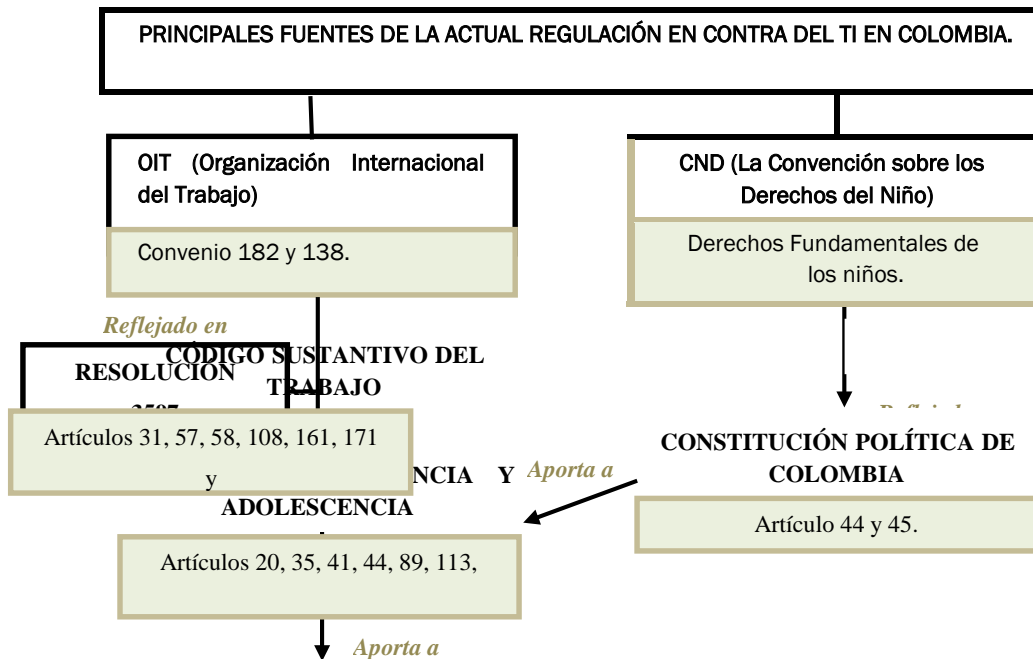 PRINCIPALES FUENTES DE LA ACTUAL REGULACIÓN EN CONTRA DEL TI EN COLOMBIA.
OIT (Organización Internacional
del Trabajo)
Convenio 182 y 138.
CND (La Convención sobre los
Derechos del Niño)
Derechos Fundamentales de
los niños.
Reflejado en
CÓDIGO SUSTANTIVO DEL
TRABAJO
RESOLUCIÓN
Artículos 31, 57, 58, 108, 161, 171
y
NCIA Y
ADOLESCENCIA
Aporta a
CONSTITUCIÓN POLÍTICA DE
COLOMBIA
Artículo 44 y 45.
Artículos 20, 35, 41, 44, 89, 113,
Aporta a